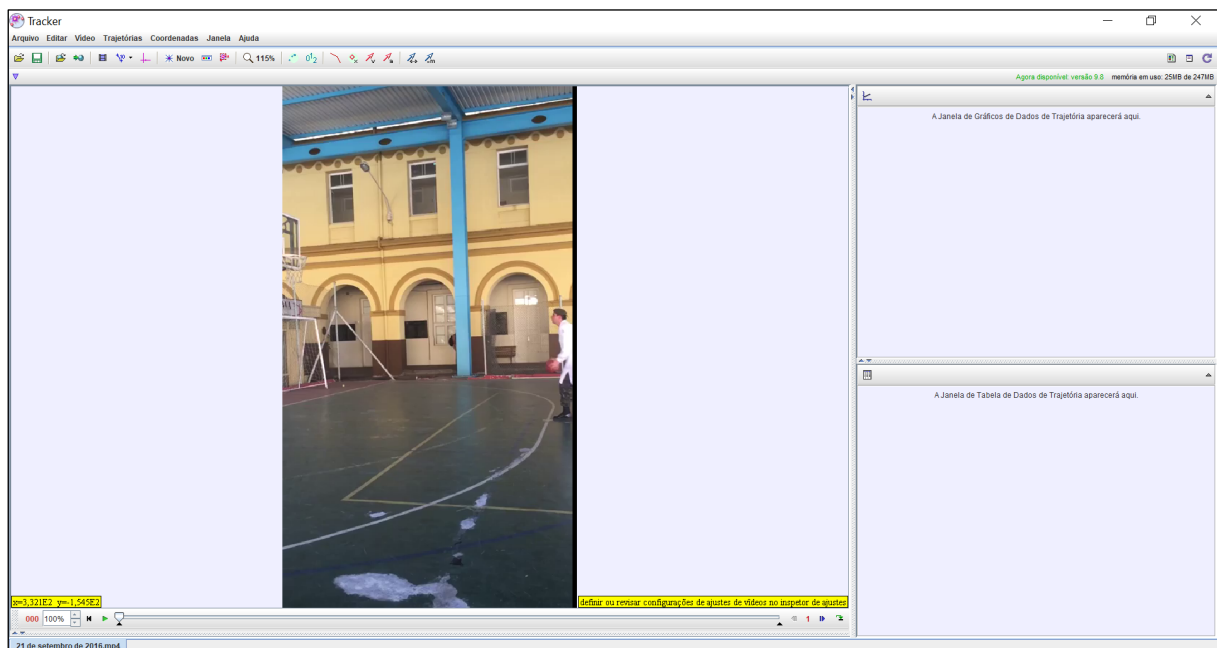 Tracker
Arquivo Editar Vídeo Trajetórias Coordenadas Janela Ajuda
Novo 115%
Agora disponível: versão 9.8 memória em uso: 25MB de 247MB
A Janela de Gráficos de Dados de Trajetória aparecerá aqui.
A Janela de Tabela de Dados de Trajetória aparecerá aqui.
x=3,321E2 y=-1,545E2
definir ou revisar configurações de ajustes de vídeos no inspetor de ajustes
000 100% 1
21 de setembro de 2016.mp4